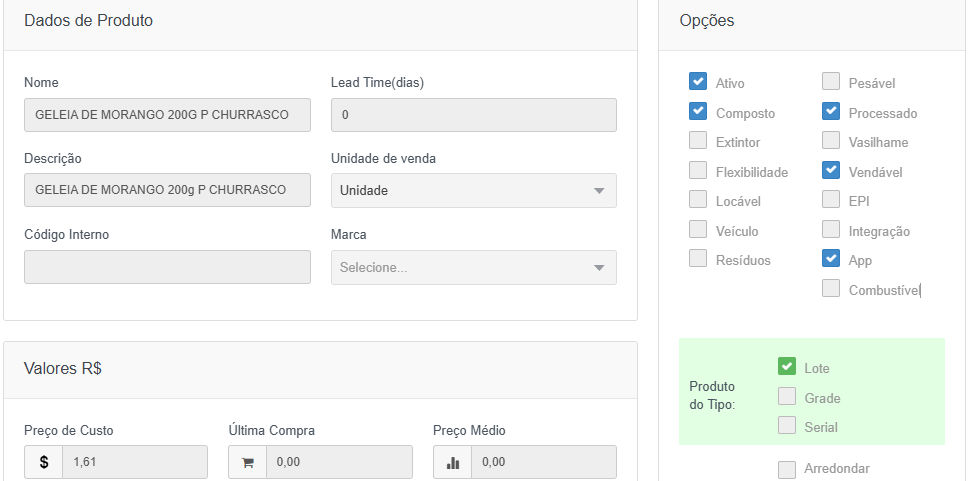 Dados de Produto
Nome
Lead Time(dias)
GELEIA DE MORANGO 200G P CHURRASCO
0
Descrição
Unidade de venda
GELEIA DE MORANGO 200g P CHURRASCO
Unidade
Código Interno
Marca
Selecione...
Valores R$
Preço de Custo
Última Compra
Preço Médio
$ 1,61
0,00
0,00
Opções
Ativo
Pesável
Composto
Processado
Extintor
Vasilhame
Flexibilidade
Vendável
Locável
EPI
Veículo
Integração
Resíduos
App
Combustível
Produto
do Tipo:
Lote
Grade
Serial
Arredondar